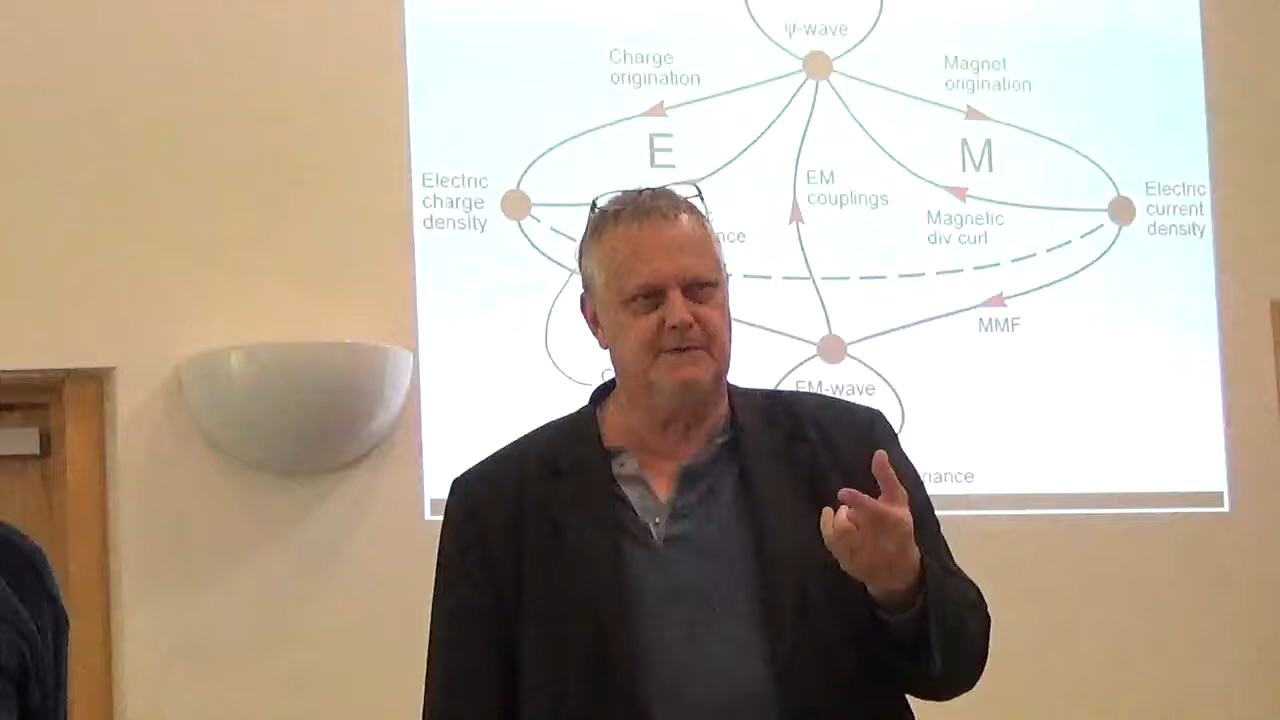 ψ-wave
Charge
origination
Magnet
origination
E
M
Electric
charge
density
EM
couplings
Electric
current
density
Magnetic
div curl
MMF
EM-wave